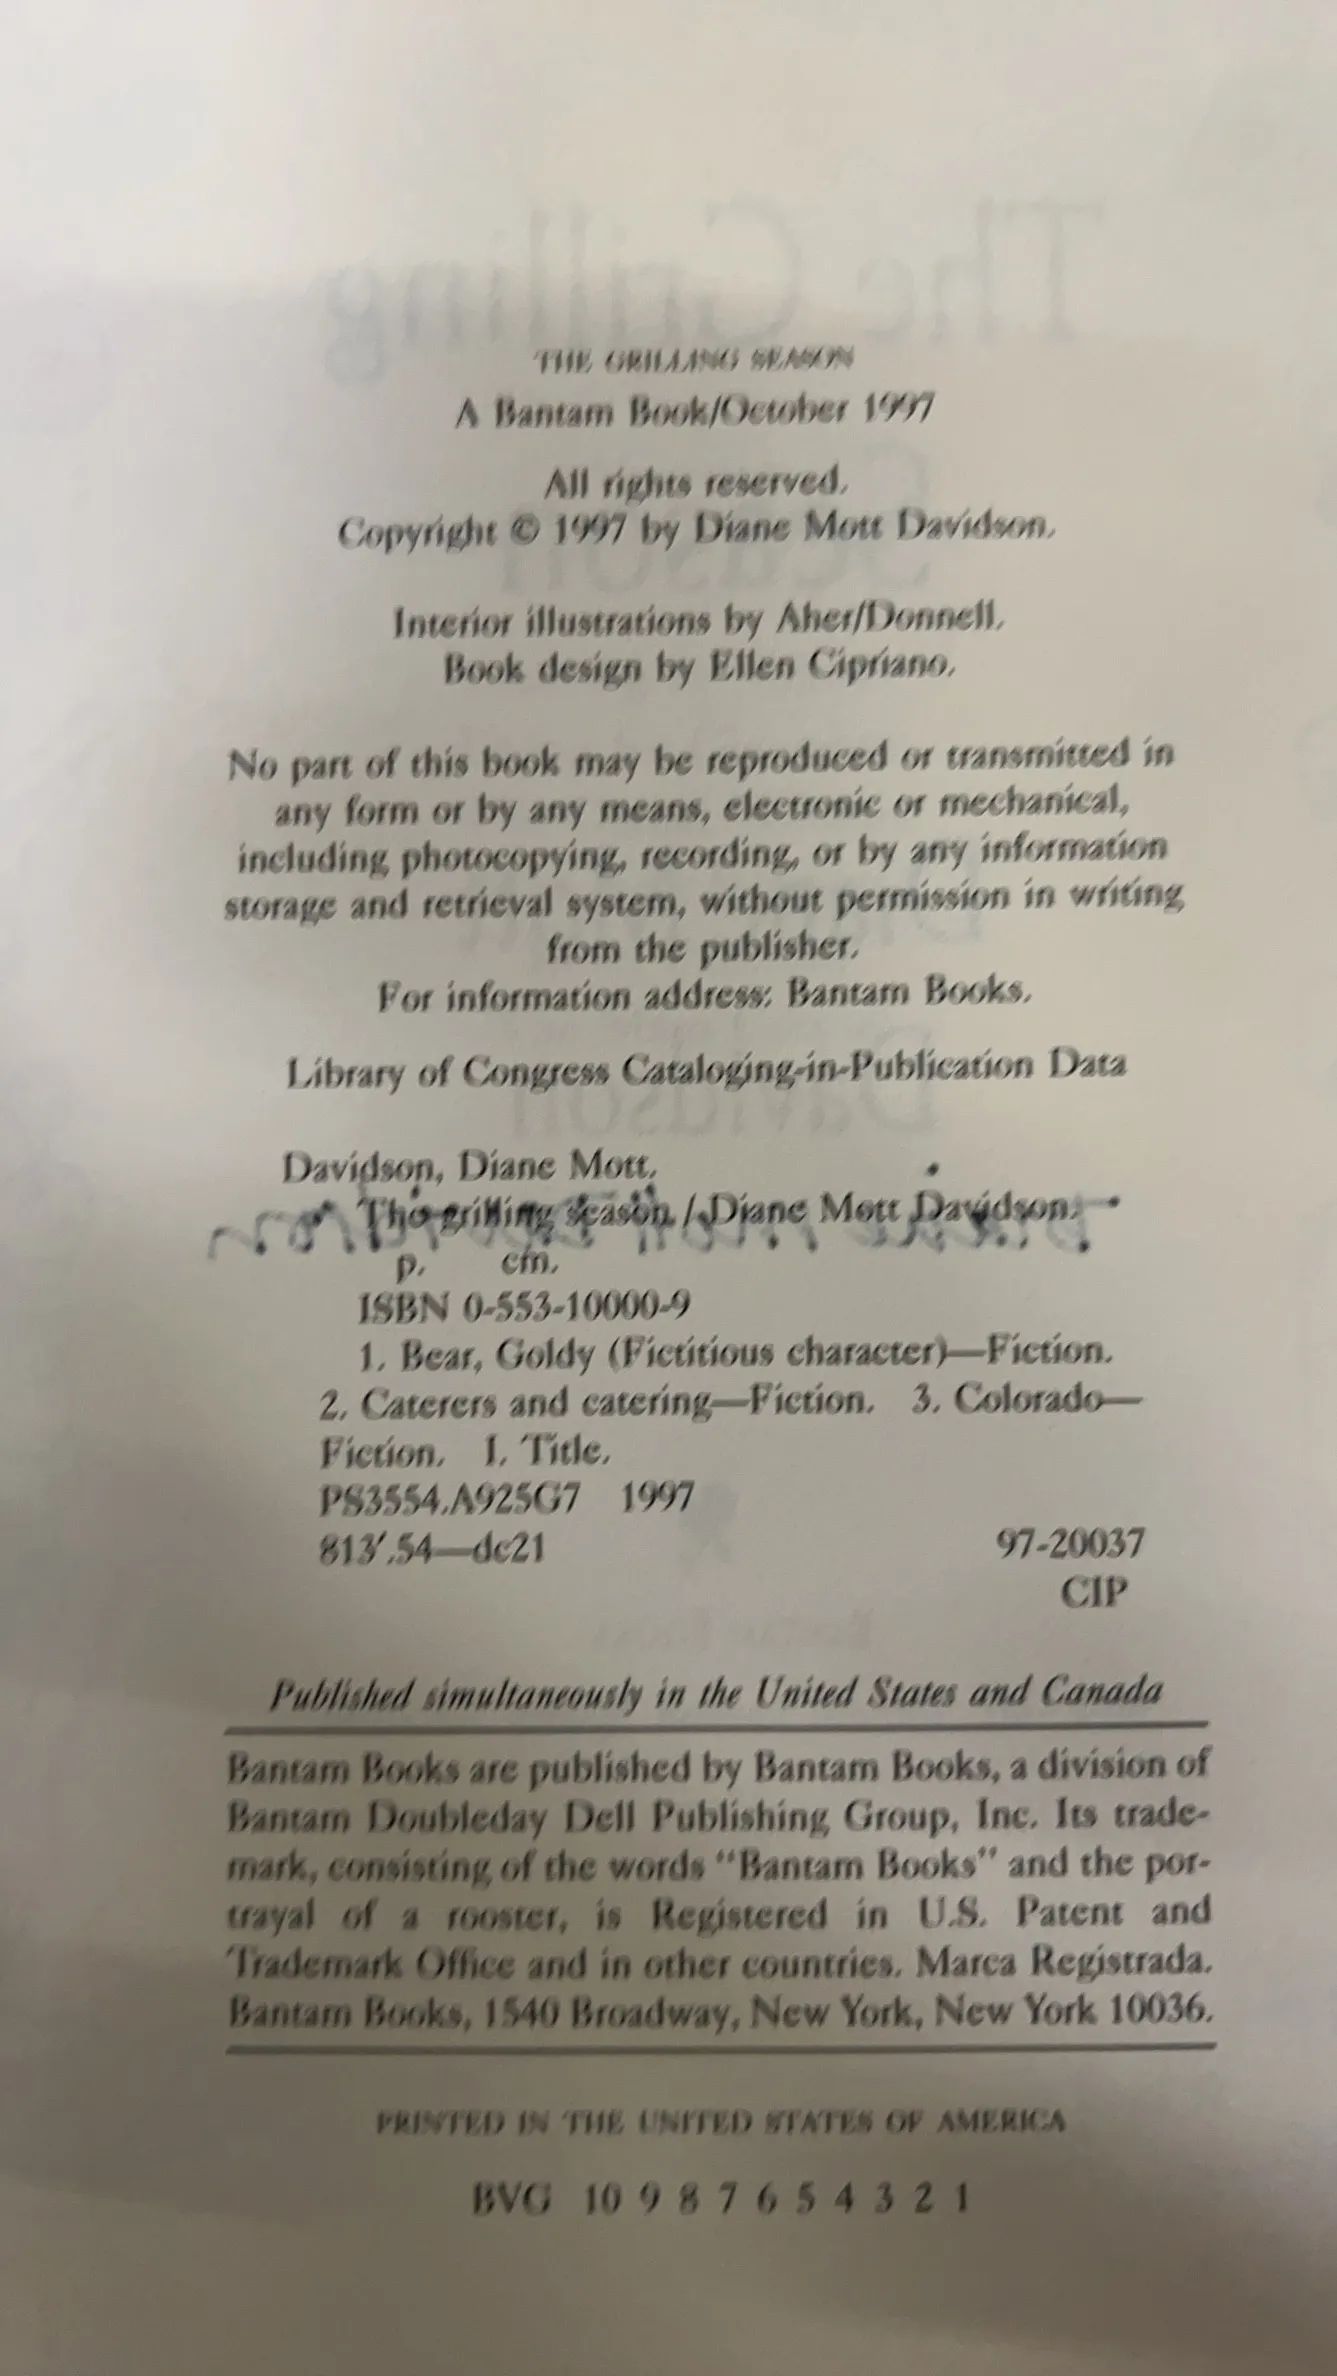 THE GRILLING SEASON
A Bantam Book/October 1997
All rights reserved.
Copyright © 1997 by Diane Mott Davidson.
Interior illustrations by Aher/Donnell.
Book design by Ellen Cipriano.
No part of this book may be reproduced or transmitted in
any form or by any means, electronic or mechanical,
including photocopying, recording, or by any information
storage and retrieval system, without permission in writing
from the publisher.
For information address: Bantam Books.
Library of Congress Cataloging-in-Publication Data
Davidson, Diane Mott.
The grilling season / Diane Mott Davidson.
p. cm.
ISBN 0-553-10000-9
1. Bear, Goldy (Fictitious character)—Fiction.
2. Caterers and catering—Fiction. 3. Colorado—
Fiction. I. Title.
PS3554.A925G7 1997
813'.54—dc21 97-20037
CIP
Published simultaneously in the United States and Canada
Bantam Books are published by Bantam Books, a division of
Bantam Doubleday Dell Publishing Group, Inc. Its trade-
mark, consisting of the words "Bantam Books" and the por-
trayal of a rooster, is Registered in U.S. Patent and
Trademark Office and in other countries. Marca Registrada.
Bantam Books, 1540 Broadway, New York, New York 10036.
PRINTED IN THE UNITED STATES OF AMERICA
BVG 10 9 8 7 6 5 4 3 2 1